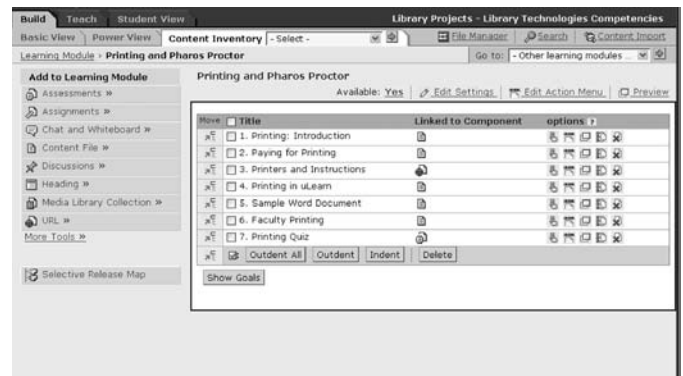 Build Teach Student View Library Projects - Library Technologies Competencies
Basic View Power View Content Inventory - Select - File Manager Search Content Import
Learning Module › Printing and Pharos Proctor Go to: - Other learning modules ...
Add to Learning Module
Assessments »
Assignments »
Chat and Whiteboard »
Content File »
Discussions »
Heading »
Media Library Collection »
URL »
More Tools »
Selective Release Map
Printing and Pharos Proctor
Available: Yes Edit Settings Edit Action Menu Preview
Move Title Linked to Component options ?
1. Printing: Introduction
2. Paying for Printing
3. Printers and Instructions
4. Printing in uLearn
5. Sample Word Document
6. Faculty Printing
7. Printing Quiz
Outdent All Outdent Indent Delete
Show Goals